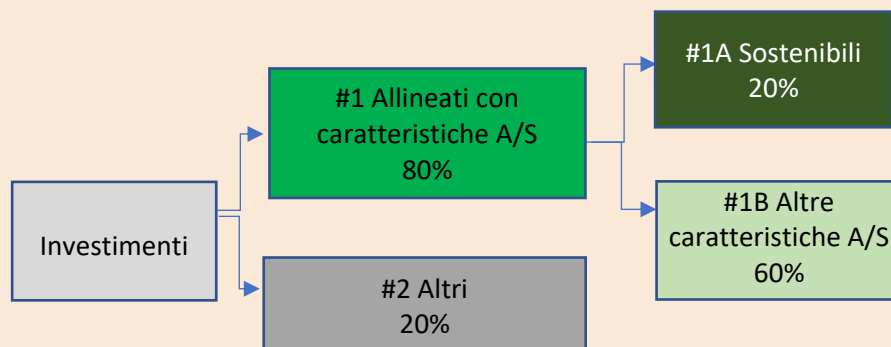 Investimenti
#1 Allineati con
caratteristiche A/S
80%
#2 Altri
20%
#1A Sostenibili
20%
#1B Altre
caratteristiche A/S
60%